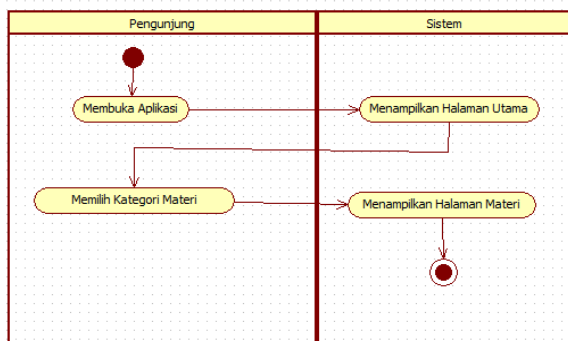 Pengunjung
Sistem
Membuka Aplikasi
Menampilkan Halaman Utama
Memilih Kategori Materi
Menampilkan Halaman Materi